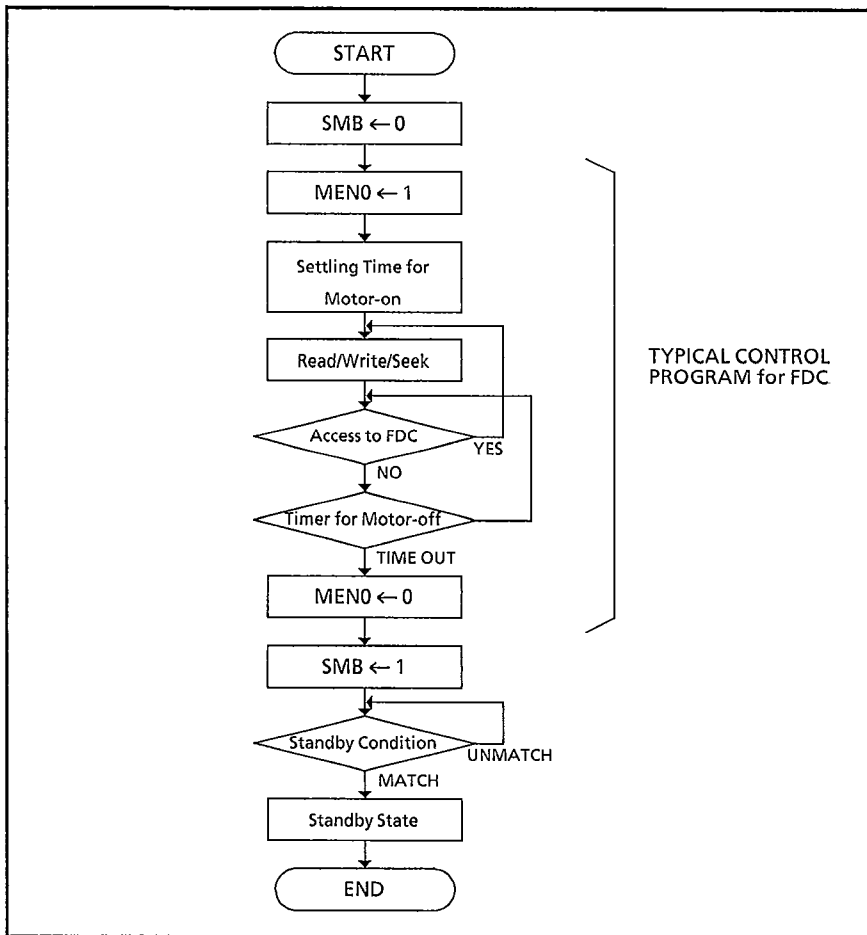 START
SMB ← 0
MEN0 ← 1
Settling Time for
Motor-on
Read/Write/Seek
Access to FDC
YES
NO
Timer for Motor-off
TIME OUT
MEN0 ← 0
SMB ← 1
Standby Condition
UNMATCH
MATCH
Standby State
END
TYPICAL CONTROL
PROGRAM for FDC